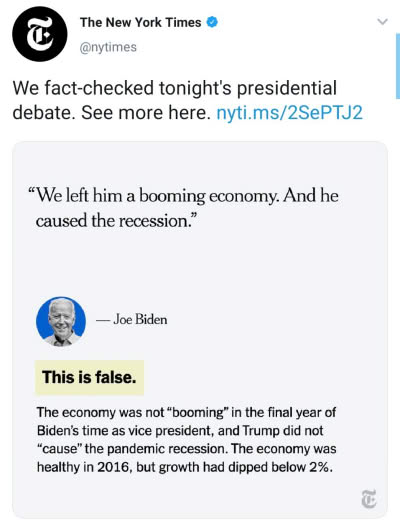 The New York Times
@nytimes
We fact-checked tonight's presidential
debate. See more here. nyti.ms/2SePTJ2
“We left him a booming economy. And he
caused the recession.”
— Joe Biden
This is false.
The economy was not “booming” in the final year of
Biden's time as vice president, and Trump did not
“cause” the pandemic recession. The economy was
healthy in 2016, but growth had dipped below 2%.